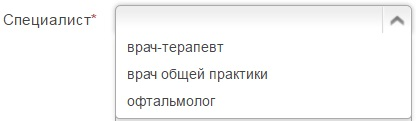 Специалист*
врач-терапевт
врач общей практики
офтальмолог